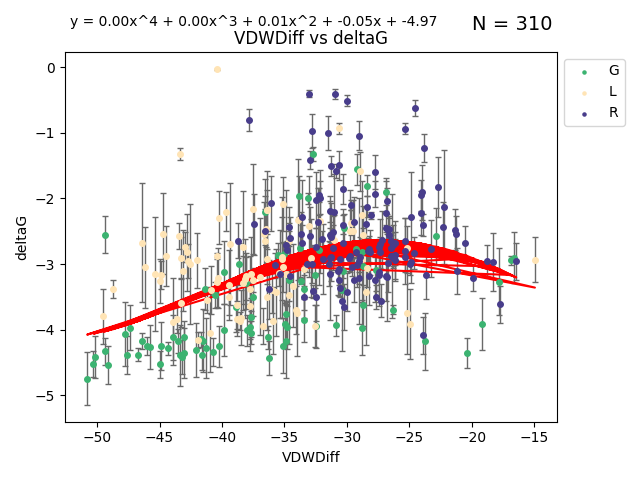 y = 0.00x^4 + 0.00x^3 + 0.01x^2 + -0.05x + -4.97
N = 310
VDWDiff vs deltaG
G
L
R
deltaG
0
−1
−2
−3
−4
−5
−50
−45
−40
−35
−30
−25
−20
−15
VDWDiff